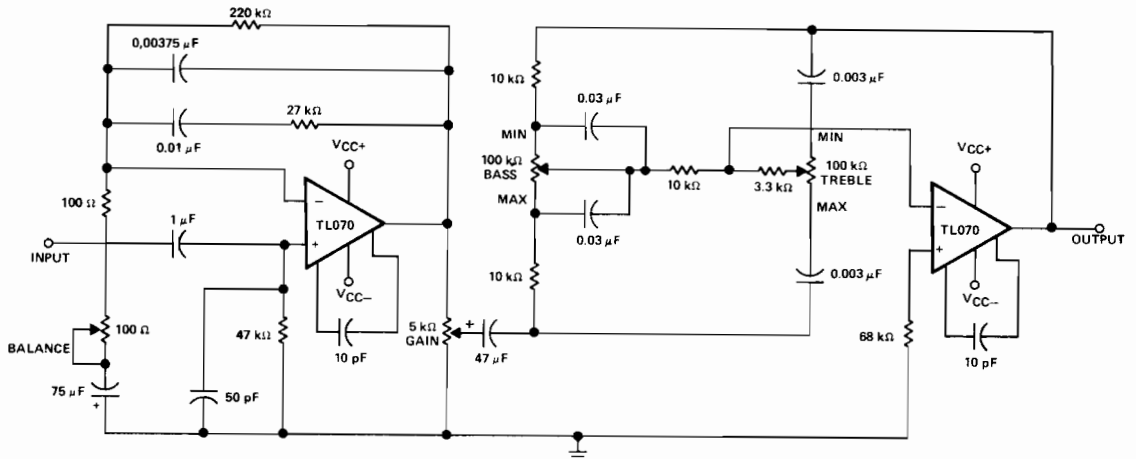 220 kΩ
0,00375 μF
27 kΩ
0.01 μF
VCC+
100 Ω
1 μF
−
TL070
+
INPUT
VCC−
100 Ω
BALANCE
47 kΩ
10 pF
5 kΩ
GAIN
+
47 μF
75 μF
+
50 pF
10 kΩ
0.03 μF
0.003 μF
MIN
MIN
VCC+
100 kΩ
BASS
10 kΩ
3.3 kΩ
100 kΩ
TREBLE
MAX
MAX
−
TL070
+
OUTPUT
0.03 μF
10 kΩ
0.003 μF
VCC−
68 kΩ
10 pF